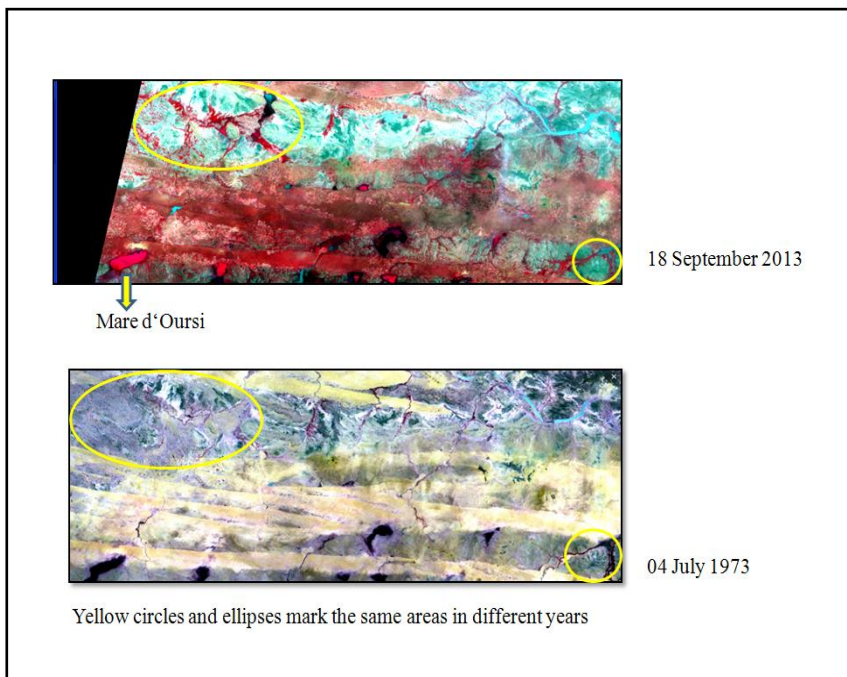 18 September 2013
Mare d‘Oursi
04 July 1973
Yellow circles and ellipses mark the same areas in different years